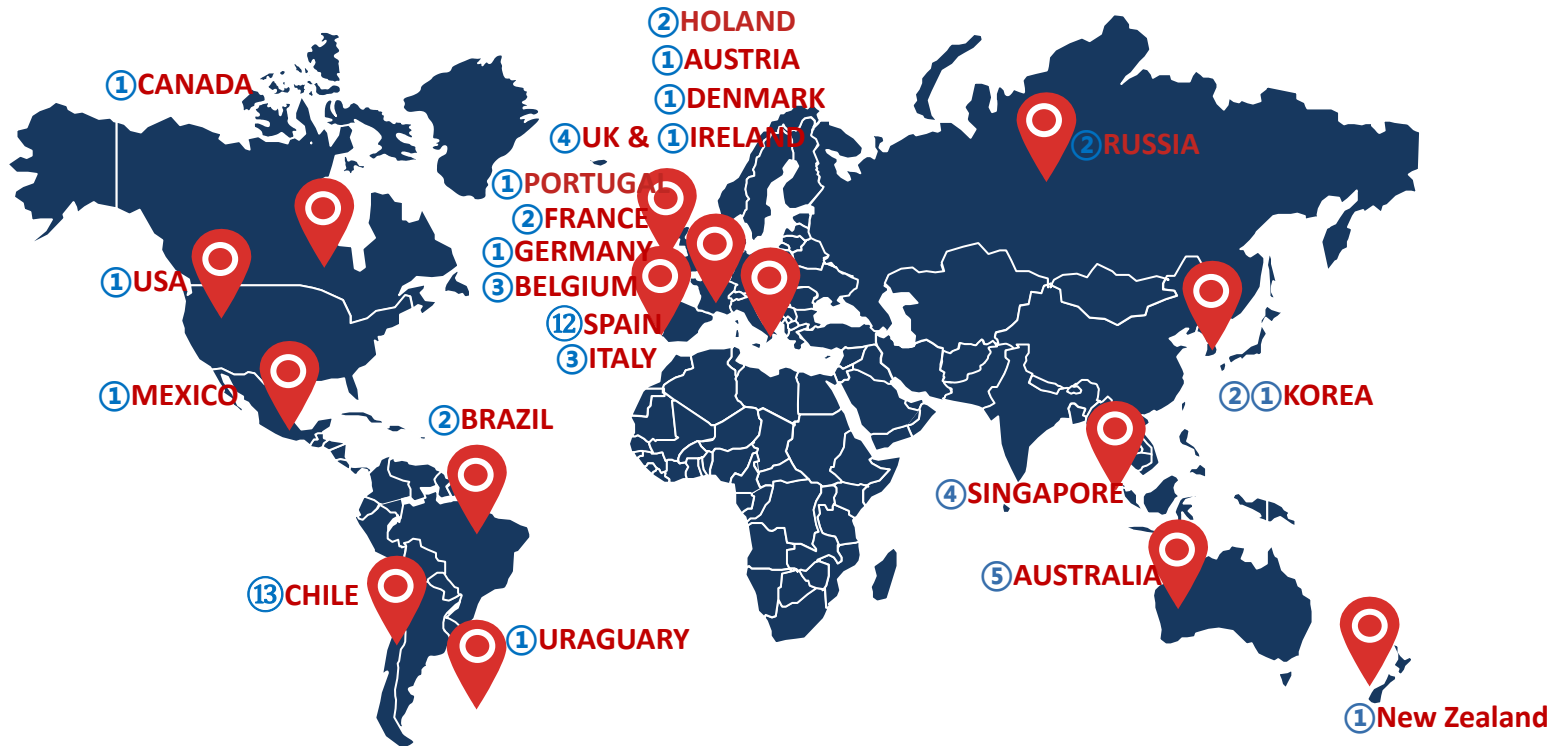 ②HOLAND
①AUSTRIA
①CANADA
①DENMARK
④UK & ①IRELAND
②RUSSIA
①PORTUGAL
②FRANCE
①GERMANY
①USA
③BELGIUM
⑫SPAIN
③ITALY
①MEXICO
②①KOREA
②BRAZIL
④SINGAPORE
⑤AUSTRALIA
⑬CHILE
①URAGUARY
①New Zealand